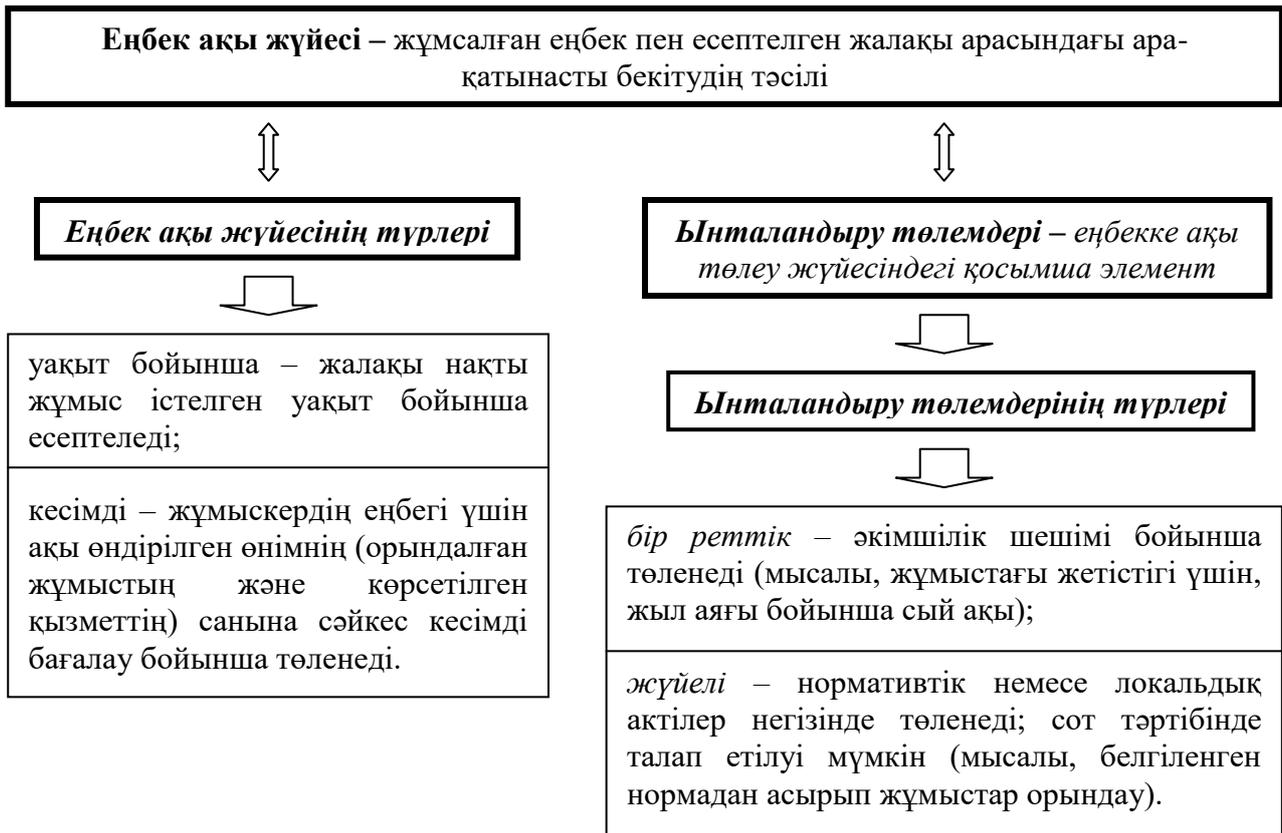 Еңбек ақы жүйесі – жұмсалған еңбек пен есептелген жалақы арасындағы ара-
қатынасты бекітудің тәсілі
Еңбек ақы жүйесінің түрлері
уақыт бойынша – жалақы нақты
жұмыс істелген уақыт бойынша
есептеледі;
кесімді – жұмыскердің еңбегі үшін
ақы өндірілген өнімнің (орындалған
жұмыстың және көрсетілген
қызметтің) санына сәйкес кесімді
бағалау бойынша төленеді.
Ынталандыру төлемдері – еңбекке ақы
төлеу жүйесіндегі қосымша элемент
Ынталандыру төлемдерінің түрлері
бір реттік – әкімшілік шешімі бойынша
төленеді (мысалы, жұмыстағы жетістігі үшін,
жыл аяғы бойынша сый ақы);
жүйелі – нормативтік немесе локальдық
актілер негізінде төленеді; сот тәртібінде
талап етілуі мүмкін (мысалы, белгіленген
нормадан асырып жұмыстар орындау).